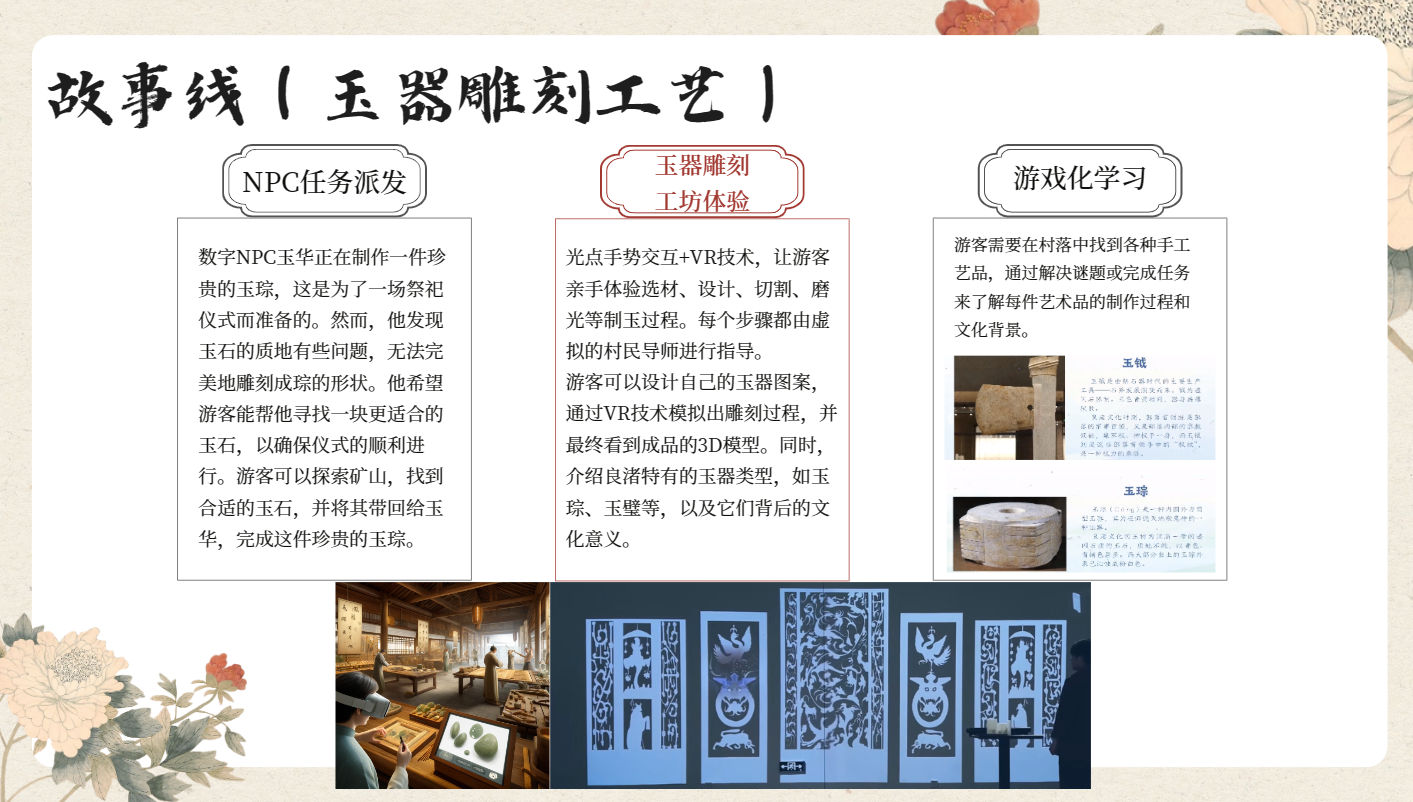 故事线（玉器雕刻工艺）
NPC任务派发
数字NPC玉华正在制作一件珍
贵的玉琮，这是为了一场祭祀
仪式而准备的。然而，他发现
玉石的质地有些问题，无法完
美地雕刻成琮的形状。他希望
游客能帮他寻找一块更适合的
玉石，以确保仪式的顺利进
行。游客可以探索矿山，找到
合适的玉石，并将其带回给玉
华，完成这件珍贵的玉琮。
玉器雕刻
工坊体验
光点手势交互+VR技术，让游客
亲手体验选材、设计、切割、磨
光等制玉过程。每个步骤都由虚
拟的村民导师进行指导。
游客可以设计自己的玉器图案，
通过VR技术模拟出雕刻过程，并
最终看到成品的3D模型。同时，
介绍良渚特有的玉器类型，如玉
琮、玉璧等，以及它们背后的文
化意义。
游戏化学习
游客需要在村落中找到各种手工
艺品，通过解决谜题或完成任务
来了解每件艺术品的制作过程和
文化背景。
玉钺
玉琮